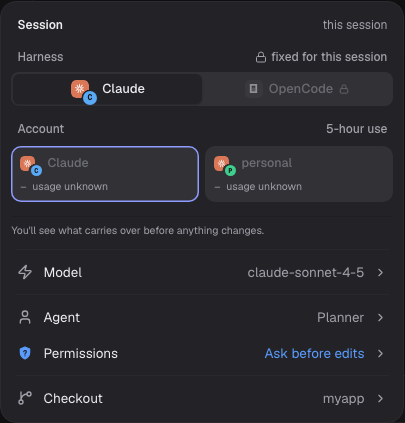 Session this session
Harness fixed for this session
C Claude OpenCode
Account 5-hour use
C Claude P personal
– usage unknown – usage unknown
You'll see what carries over before anything changes.
Model claude-sonnet-4-5
Agent Planner
? Permissions Ask before edits
Checkout myapp